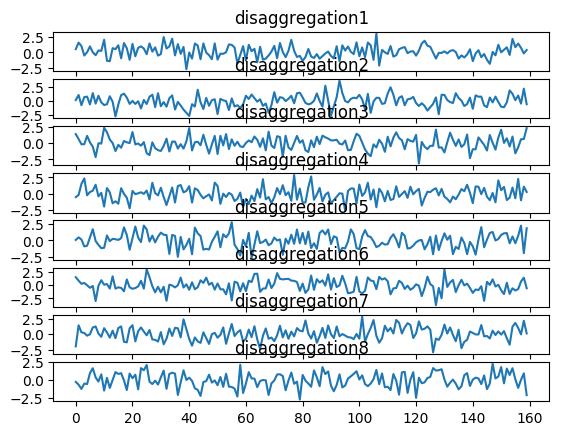 disaggregation1
2.5
0.0
−2.5
disaggregation2
2.5
0.0
−2.5
disaggregation3
2.5
0.0
−2.5
disaggregation4
2.5
0.0
−2.5
disaggregation5
2.5
0.0
−2.5
disaggregation6
2.5
0.0
−2.5
disaggregation7
2.5
0.0
−2.5
disaggregation8
2.5
0.0
−2.5
0 20 40 60 80 100 120 140 160